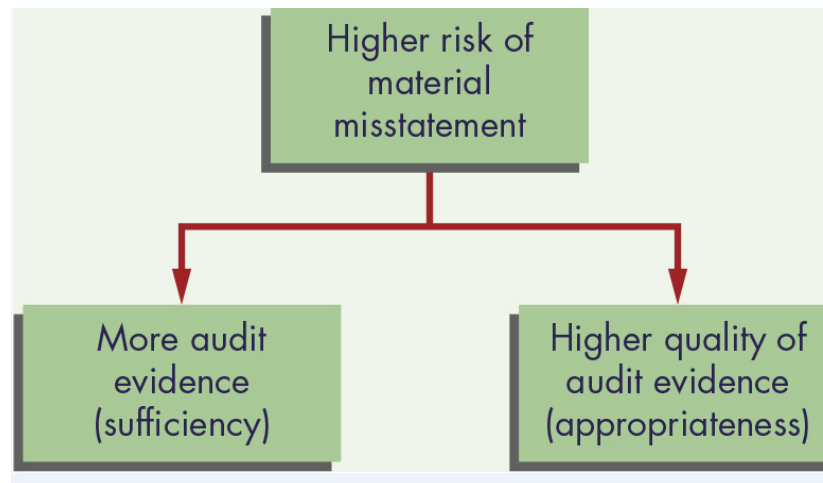 Higher risk of
material
misstatement
More audit
evidence
(sufficiency)
Higher quality of
audit evidence
(appropriateness)